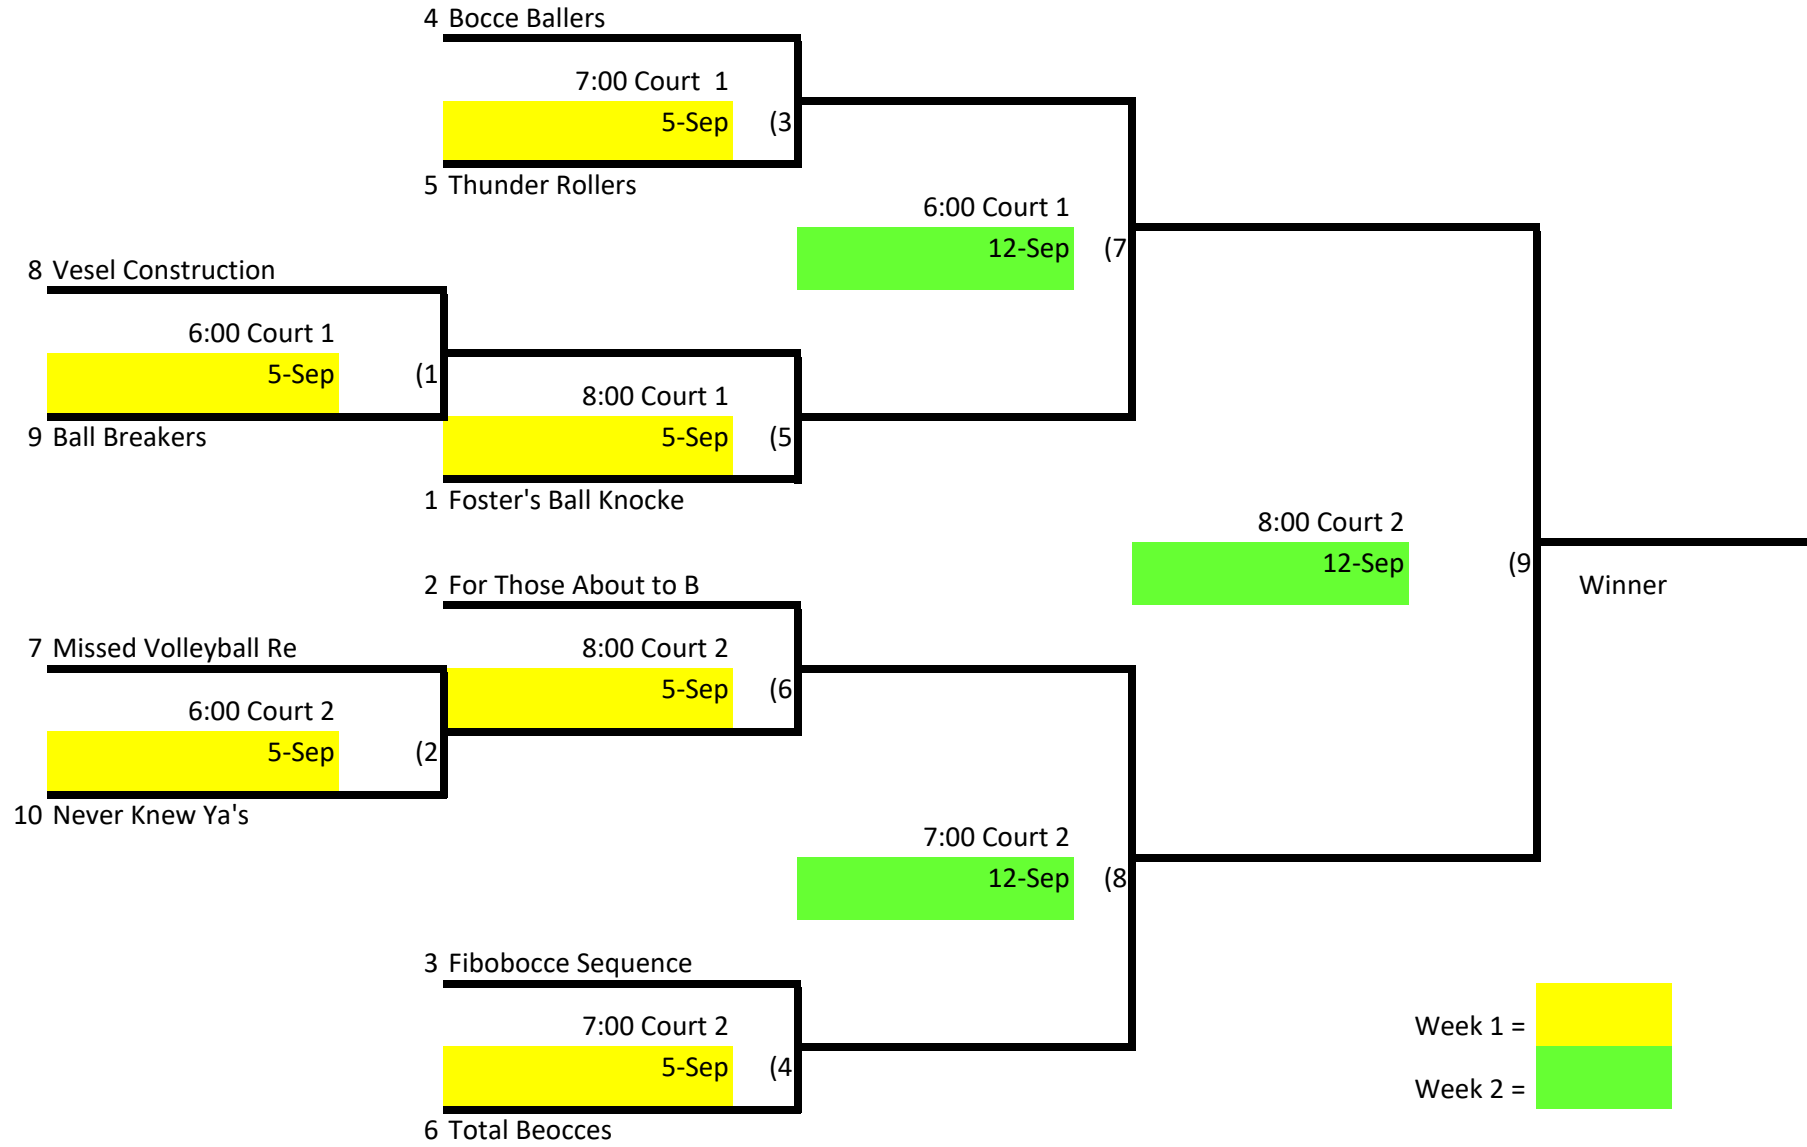 4 Bocce Ballers
7:00 Court 1
5-Sep (3
5 Thunder Rollers
6:00 Court 1
12-Sep (7
8 Vesel Construction
6:00 Court 1
5-Sep (1
8:00 Court 1
9 Ball Breakers
5-Sep (5
1 Foster's Ball Knocke
8:00 Court 2
12-Sep (9
Winner
2 For Those About to B
7 Missed Volleyball Re
8:00 Court 2
5-Sep (6
6:00 Court 2
5-Sep (2
10 Never Knew Ya's
7:00 Court 2
12-Sep (8
3 Fibobocce Sequence
7:00 Court 2
5-Sep (4
6 Total Beocces
Week 1 =
Week 2 =